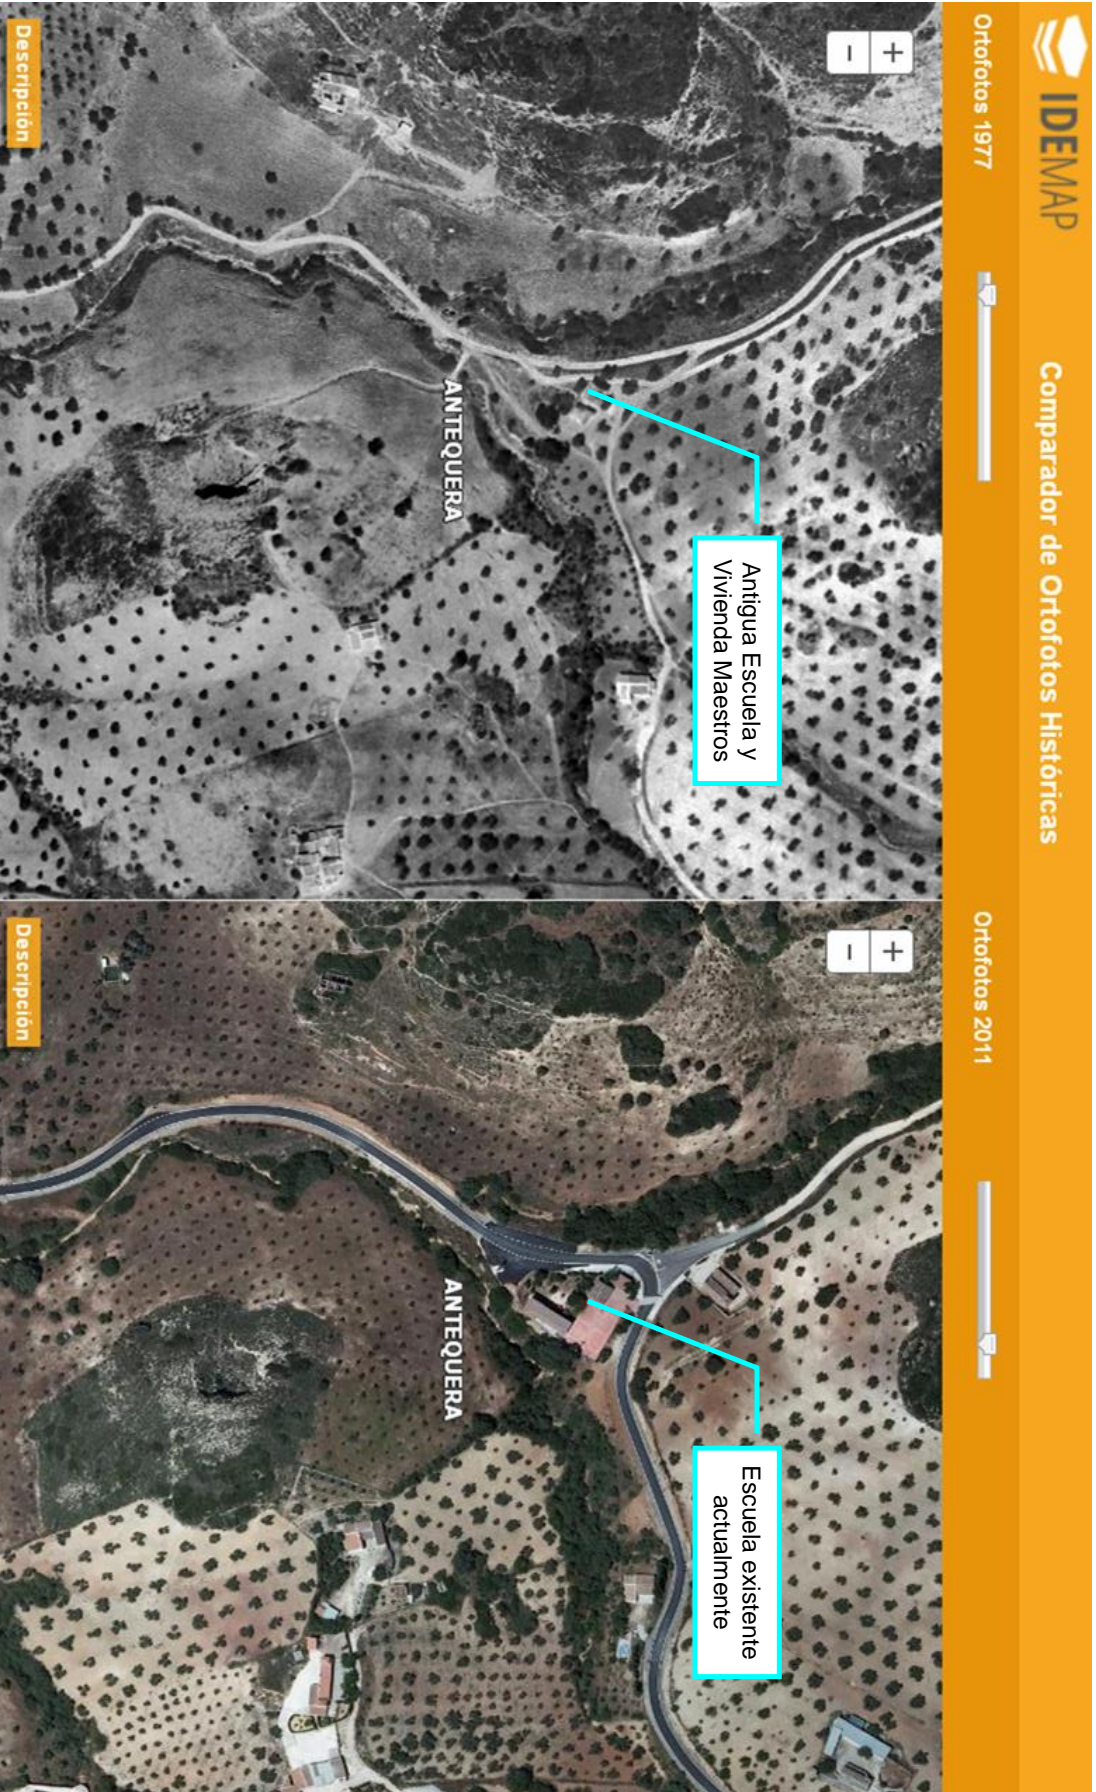 IDEMAP
Comparador de Ortofotos Históricas
Ortofotos 1977
Ortofotos 2011
+
−
+
−
Antigua Escuela y
Vivienda Maestros
Escuela existente
actualmente
ANTEQUERA
ANTEQUERA
Descripción
Descripción